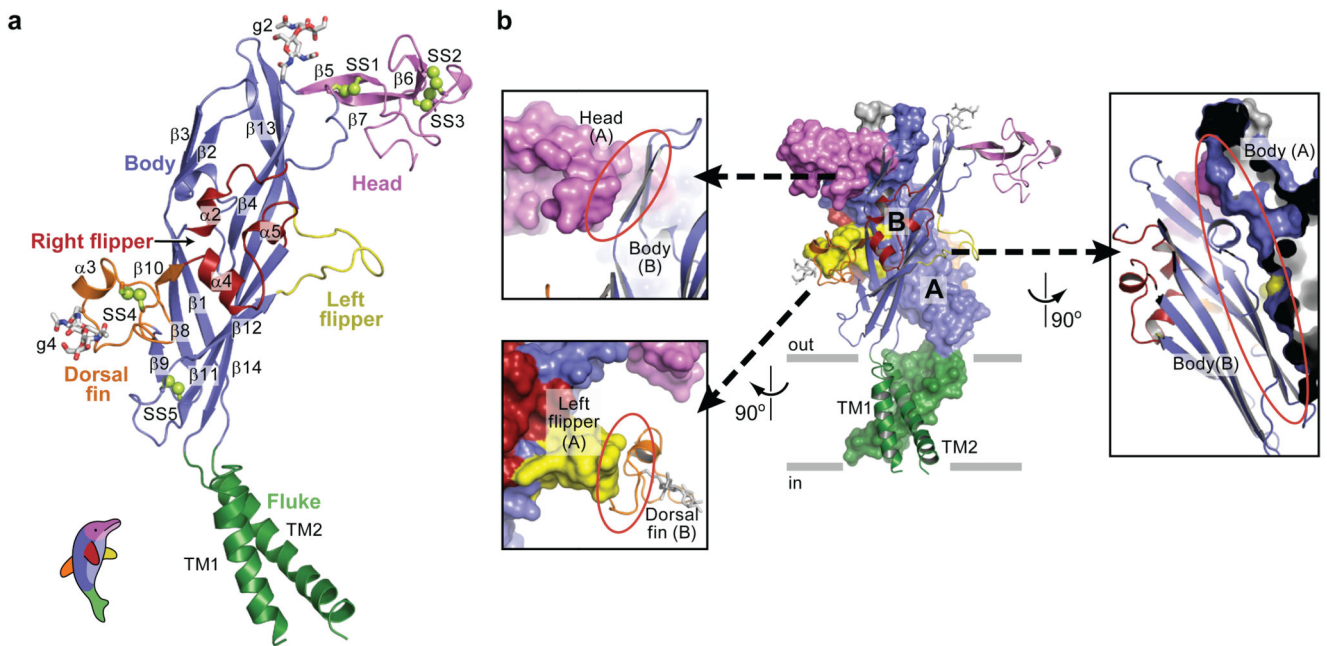 a
g2
β5
SS1
β6
SS2
β7
SS3
β3
β13
β2
Body
Head
α2
β4
Right flipper
α5
α3
β10
α4
Left
flipper
β1
SS4
β12
g4
β8
Dorsal
fin
β9
β11
β14
SS5
Fluke
TM2
TM1
b
Head
(A)
Body
(B)
Left
flipper
(A)
Dorsal
fin (B)
90º
B
A
out
TM1
TM2
in
90º
Body (A)
Body(B)